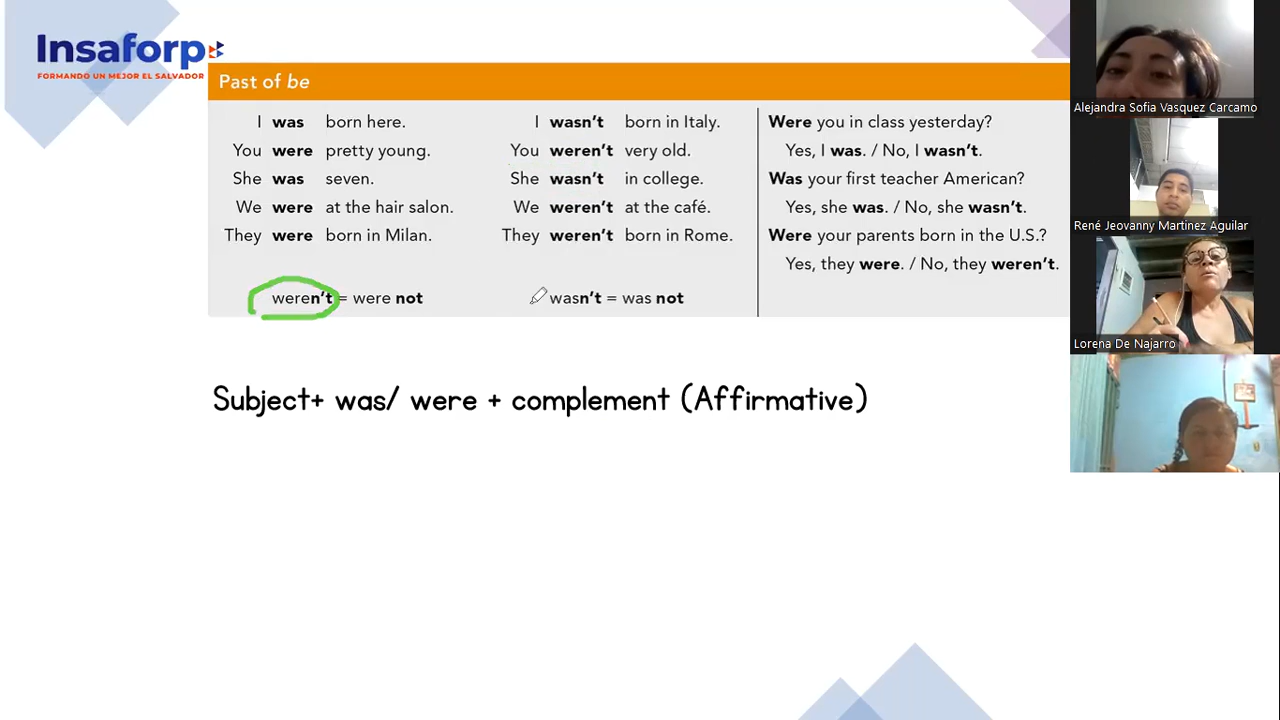 Insaforp
FORMANDO UN MEJOR EL SALVADOR
Past of be
I was born here.
You were pretty young.
She was seven.
We were at the hair salon.
They were born in Milan.
weren't = were not
I wasn't born in Italy.
You weren't very old.
She wasn't in college.
We weren't at the café.
They weren't born in Rome.
wasn't = was not
Were you in class yesterday?
Yes, I was. / No, I wasn't.
Was your first teacher American?
Yes, she was. / No, she wasn't.
Were your parents born in the U.S.?
Yes, they were. / No, they weren't.
Subject+ was/ were + complement (Affirmative)
Alejandra Sofia Vasquez Carcamo
René Jeovanny Martinez Aguilar
Lorena De Najarro